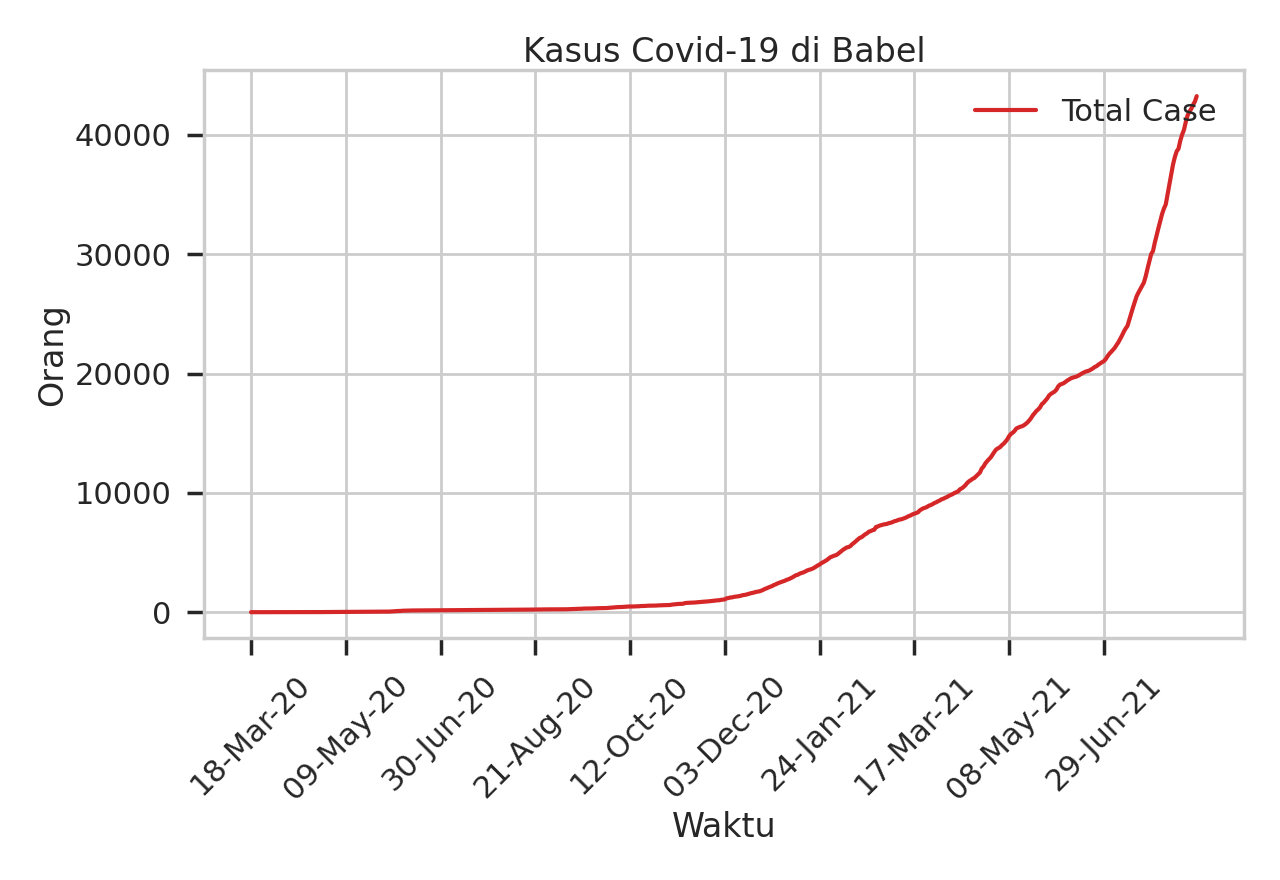 Kasus Covid-19 di Babel
Total Case
40000
30000
20000
10000
0
Orang
18-Mar-20
09-May-20
30-Jun-20
21-Aug-20
12-Oct-20
03-Dec-20
24-Jan-21
17-Mar-21
08-May-21
29-Jun-21
Waktu